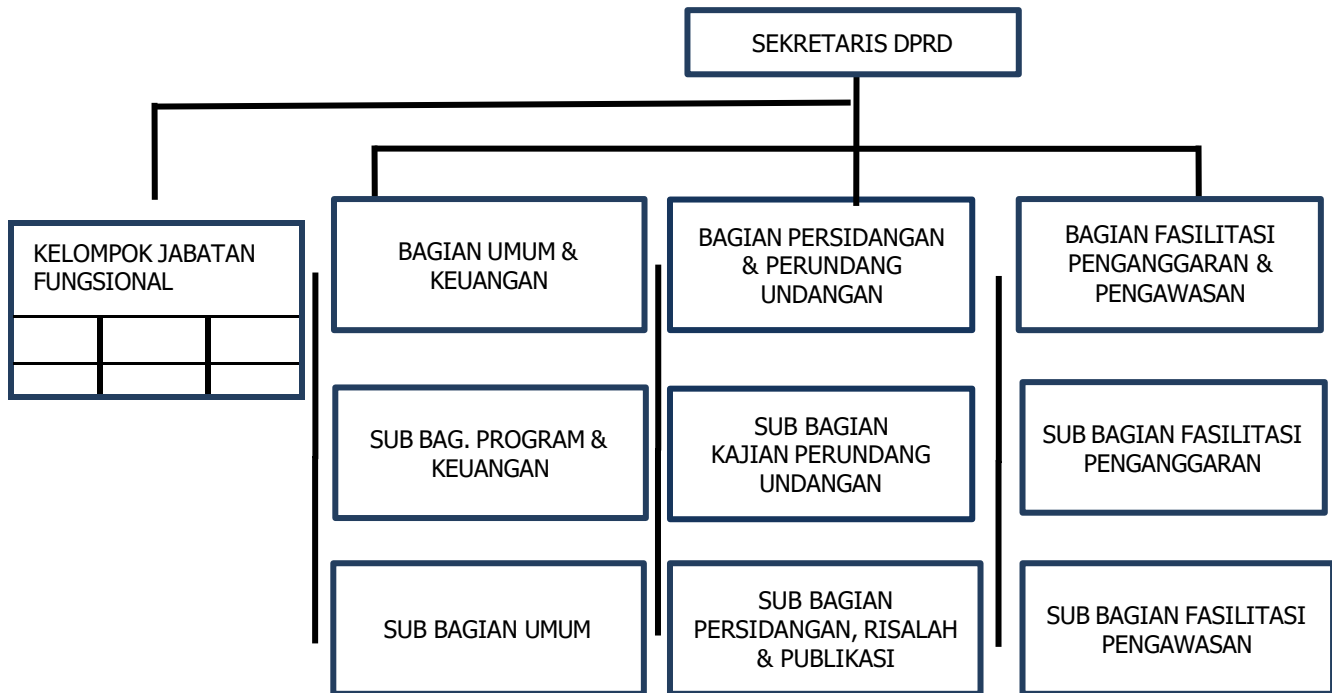 SEKRETARIS DPRD
KELOMPOK JABATAN
FUNGSIONAL
BAGIAN UMUM &
KEUANGAN
BAGIAN PERSIDANGAN
& PERUNDANG
UNDANGAN
BAGIAN FASILITASI
PENGANGGARAN &
PENGAWASAN
SUB BAG. PROGRAM &
KEUANGAN
SUB BAGIAN
KAJIAN PERUNDANG
UNDANGAN
SUB BAGIAN FASILITASI
PENGANGGARAN
SUB BAGIAN UMUM
SUB BAGIAN
PERSIDANGAN, RISALAH
& PUBLIKASI
SUB BAGIAN FASILITASI
PENGAWASAN